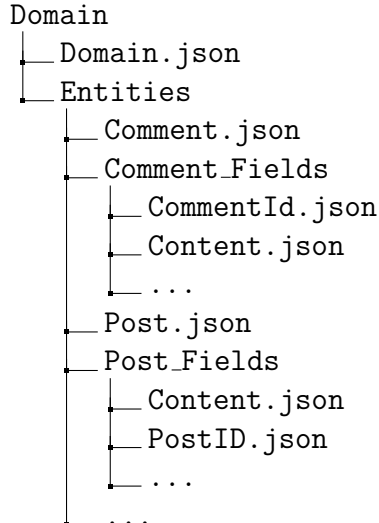 Domain
Domain.json
Entities
Comment.json
Comment_Fields
CommentId.json
Content.json
...
Post.json
Post_Fields
Content.json
PostID.json
...
...